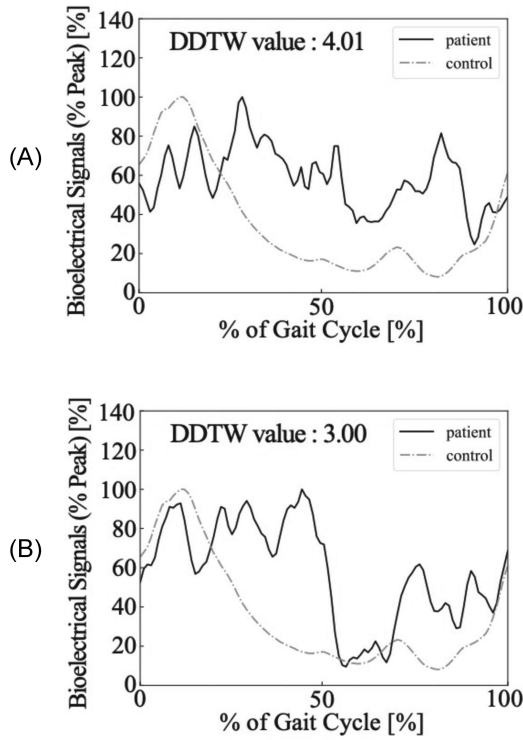 (A)
Bioelectrical Signals (% Peak) [%]
140
120
100
80
60
40
20
0
DDTW value : 4.01
patient
control
0
50
100
% of Gait Cycle [%]
(B)
Bioelectrical Signals (% Peak) [%]
140
120
100
80
60
40
20
0
DDTW value : 3.00
patient
control
0
50
100
% of Gait Cycle [%]